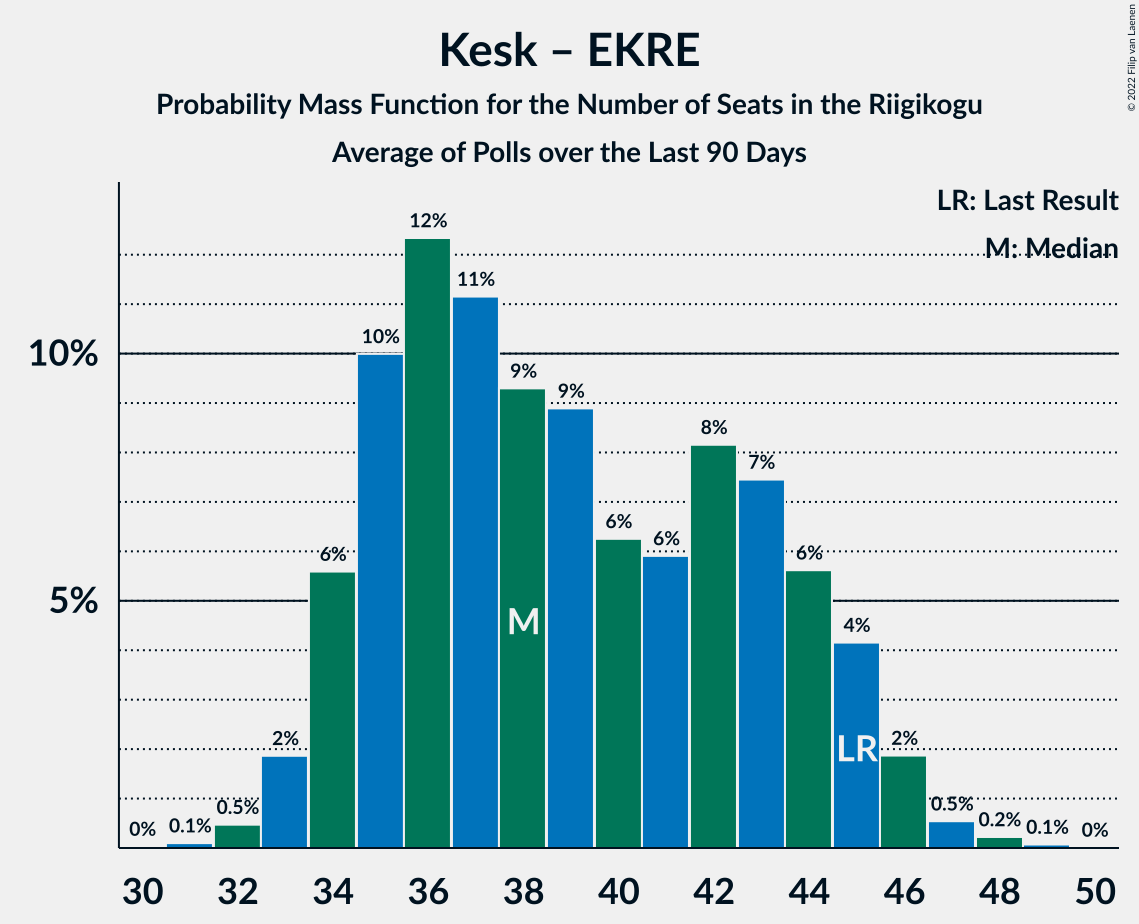 Kesk – EKRE
Probability Mass Function for the Number of Seats in the Riigikogu
Average of Polls over the Last 90 Days
© 2022 Filip van Laenen
LR: Last Result
M: Median
10%
5%
0%
0.1%
0.5%
2%
6%
10%
12%
11%
9%
9%
6%
6%
8%
7%
6%
4%
2%
0.5%
0.2%
0.1%
0%
M
LR
30 32 34 36 38 40 42 44 46 48 50